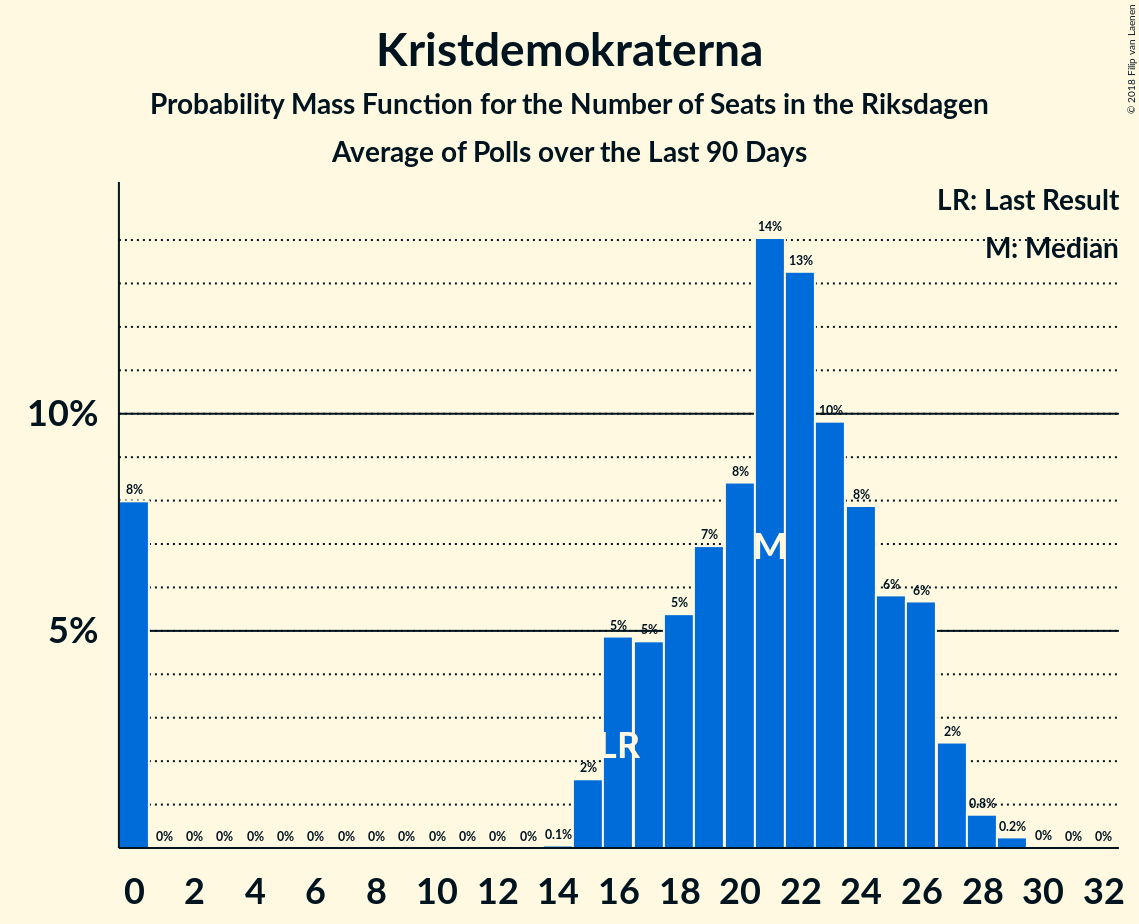 Kristdemokraterna
Probability Mass Function for the Number of Seats in the Riksdagen
Average of Polls over the Last 90 Days
© 2018 Filip van Laenen
LR: Last Result
M: Median
10%
5%
8% 0% 0% 0% 0% 0% 0% 0% 0% 0% 0% 0% 0% 0% 0.1% 2% 5% 5% 5% 7% 8% 14% 13% 10% 8% 6% 6% 2% 0.8% 0.2% 0% 0% 0%
M
LR
0 2 4 6 8 10 12 14 16 18 20 22 24 26 28 30 32